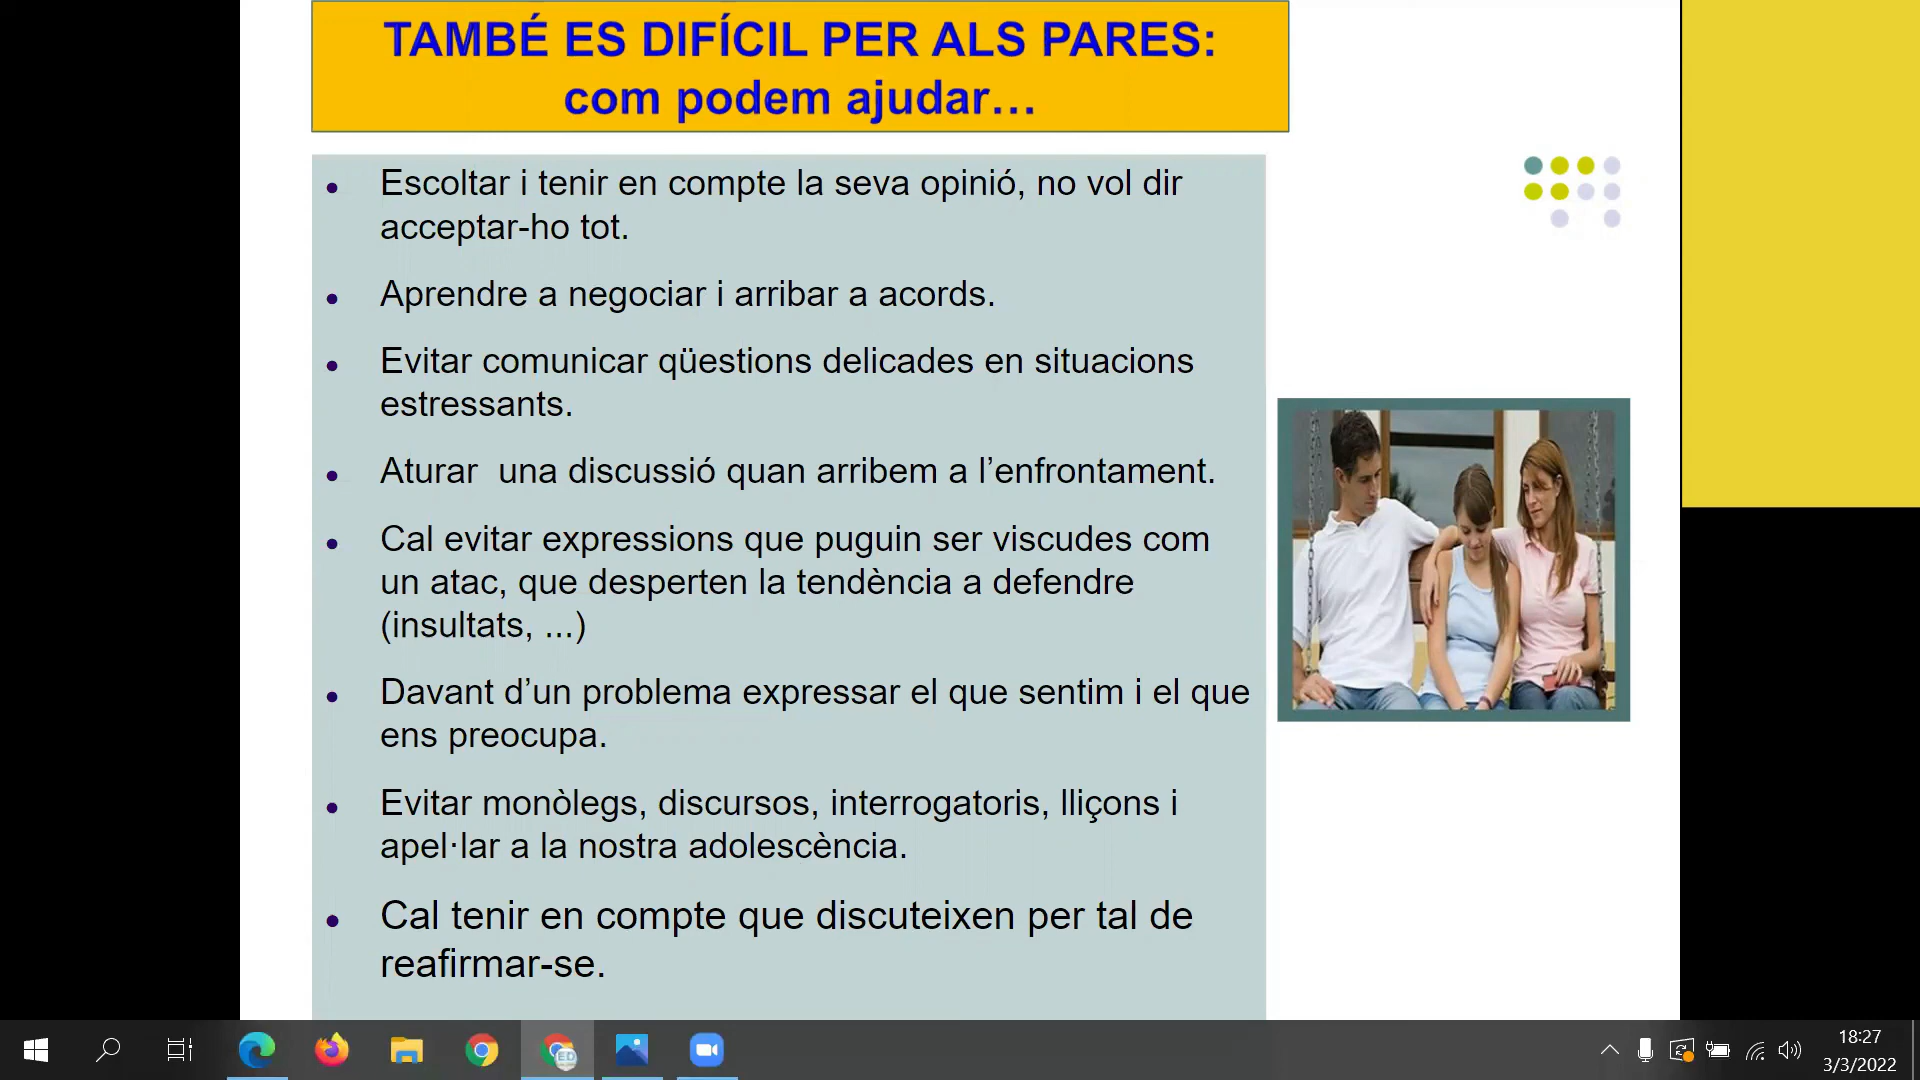 TAMBÉ ES DIFÍCIL PER ALS PARES:
com podem ajudar…
Escoltar i tenir en compte la seva opinió, no vol dir
acceptar-ho tot.
Aprendre a negociar i arribar a acords.
Evitar comunicar qüestions delicades en situacions
estressants.
Aturar una discussió quan arribem a l’enfrontament.
Cal evitar expressions que puguin ser viscudes com
un atac, que desperten la tendència a defendre
(insultats, ...)
Davant d’un problema expressar el que sentim i el que
ens preocupa.
Evitar monòlegs, discursos, interrogatoris, lliçons i
apel·lar a la nostra adolescència.
Cal tenir en compte que discuteixen per tal de
reafirmar-se.
ED
18:27
3/3/2022